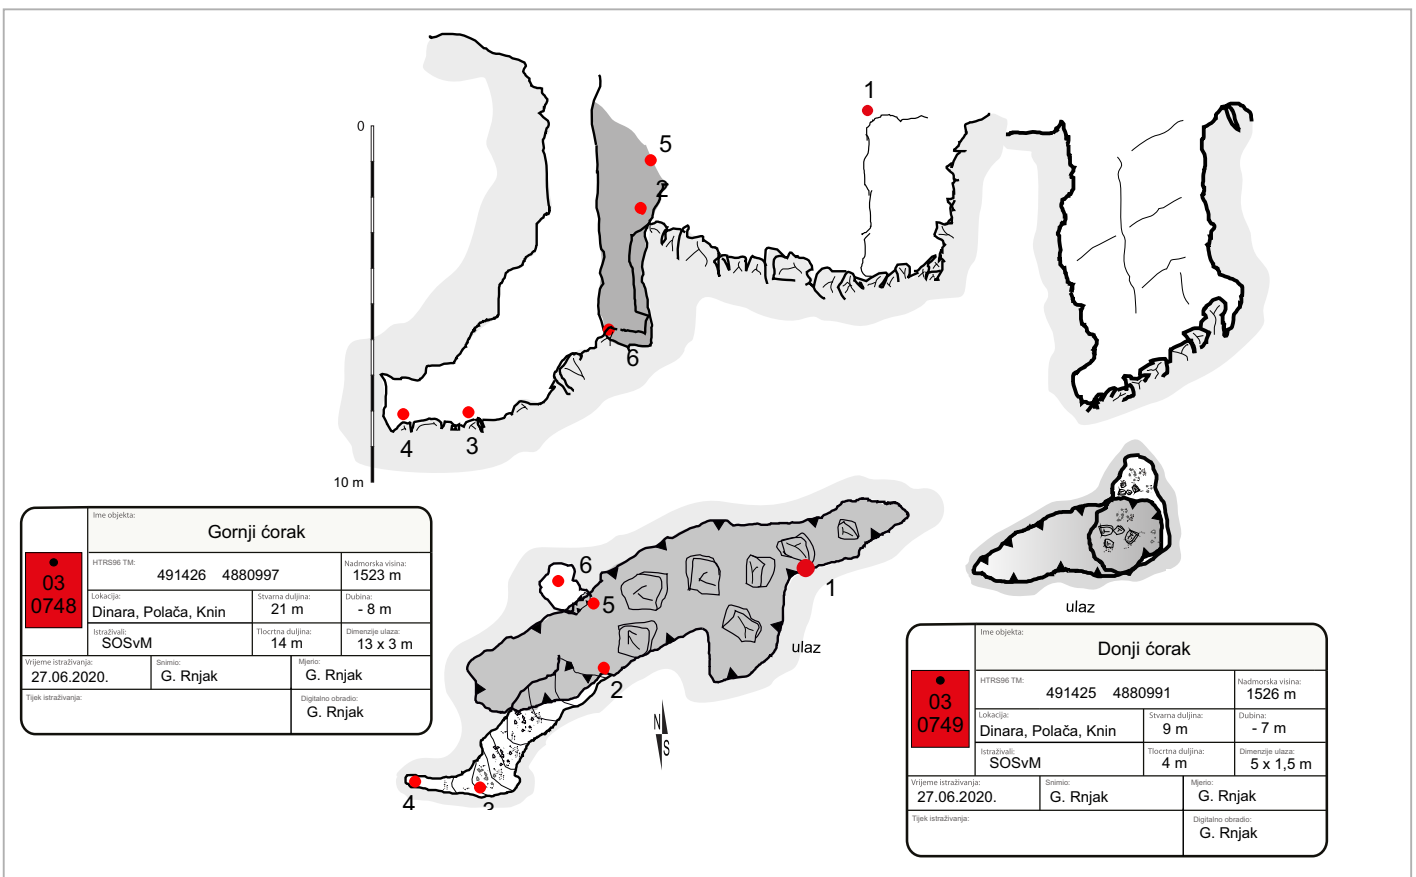 1
0
5
2
6
4
3
10 m
Ime objekta:
Gornji ćorak
03
0748
HTRS96 TM:
491426 4880997
Nadmorska visina:
1523 m
Lokacija:
Dinara, Polača, Knin
Stvarna duljina:
21 m
Dubina:
- 8 m
Istraživali:
SOSvM
Tlocrtna duljina:
14 m
Dimenzije ulaza:
13 x 3 m
Vrijeme istraživanja:
27.06.2020.
Snimio:
G. Rnjak
Mjerio:
G. Rnjak
Tijek istraživanja:
Digitalno obradio:
G. Rnjak
6
5
1
ulaz
2
N
S
4
3
ulaz
Ime objekta:
Donji ćorak
03
0749
HTRS96 TM:
491425 4880991
Nadmorska visina:
1526 m
Lokacija:
Dinara, Polača, Knin
Stvarna duljina:
9 m
Dubina:
- 7 m
Istraživali:
SOSvM
Tlocrtna duljina:
4 m
Dimenzije ulaza:
5 x 1,5 m
Vrijeme istraživanja:
27.06.2020.
Snimio:
G. Rnjak
Mjerio:
G. Rnjak
Tijek istraživanja:
Digitalno obradio:
G. Rnjak